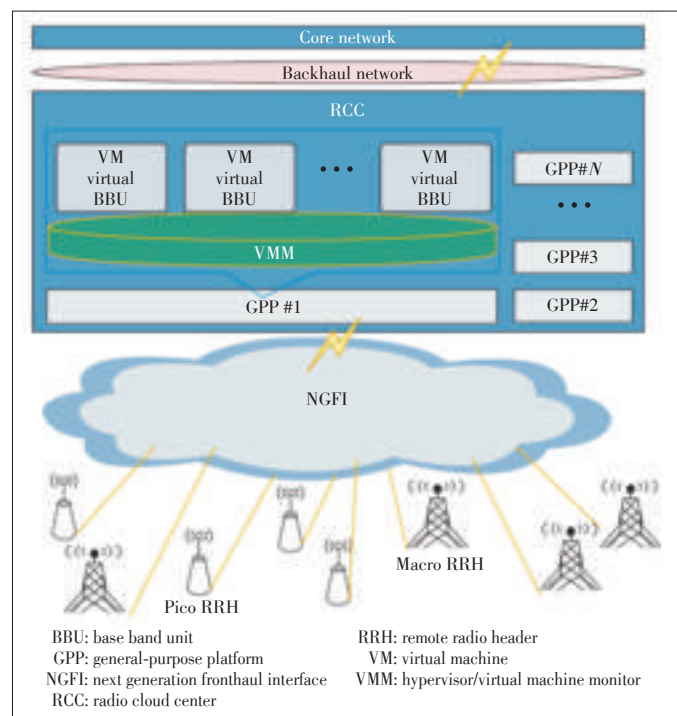 Core network
Backhaul network
RCC
VM
virtual
BBU
VM
virtual
BBU
•••
VM
virtual
BBU
GPP#N
•••
VMM
GPP#3
GPP #1
GPP#2
NGFI
Macro RRH
Pico RRH
BBU: base band unit
GPP: general-purpose platform
NGFI: next generation fronthaul interface
RCC: radio cloud center
RRH: remote radio header
VM: virtual machine
VMM: hypervisor/virtual machine monitor